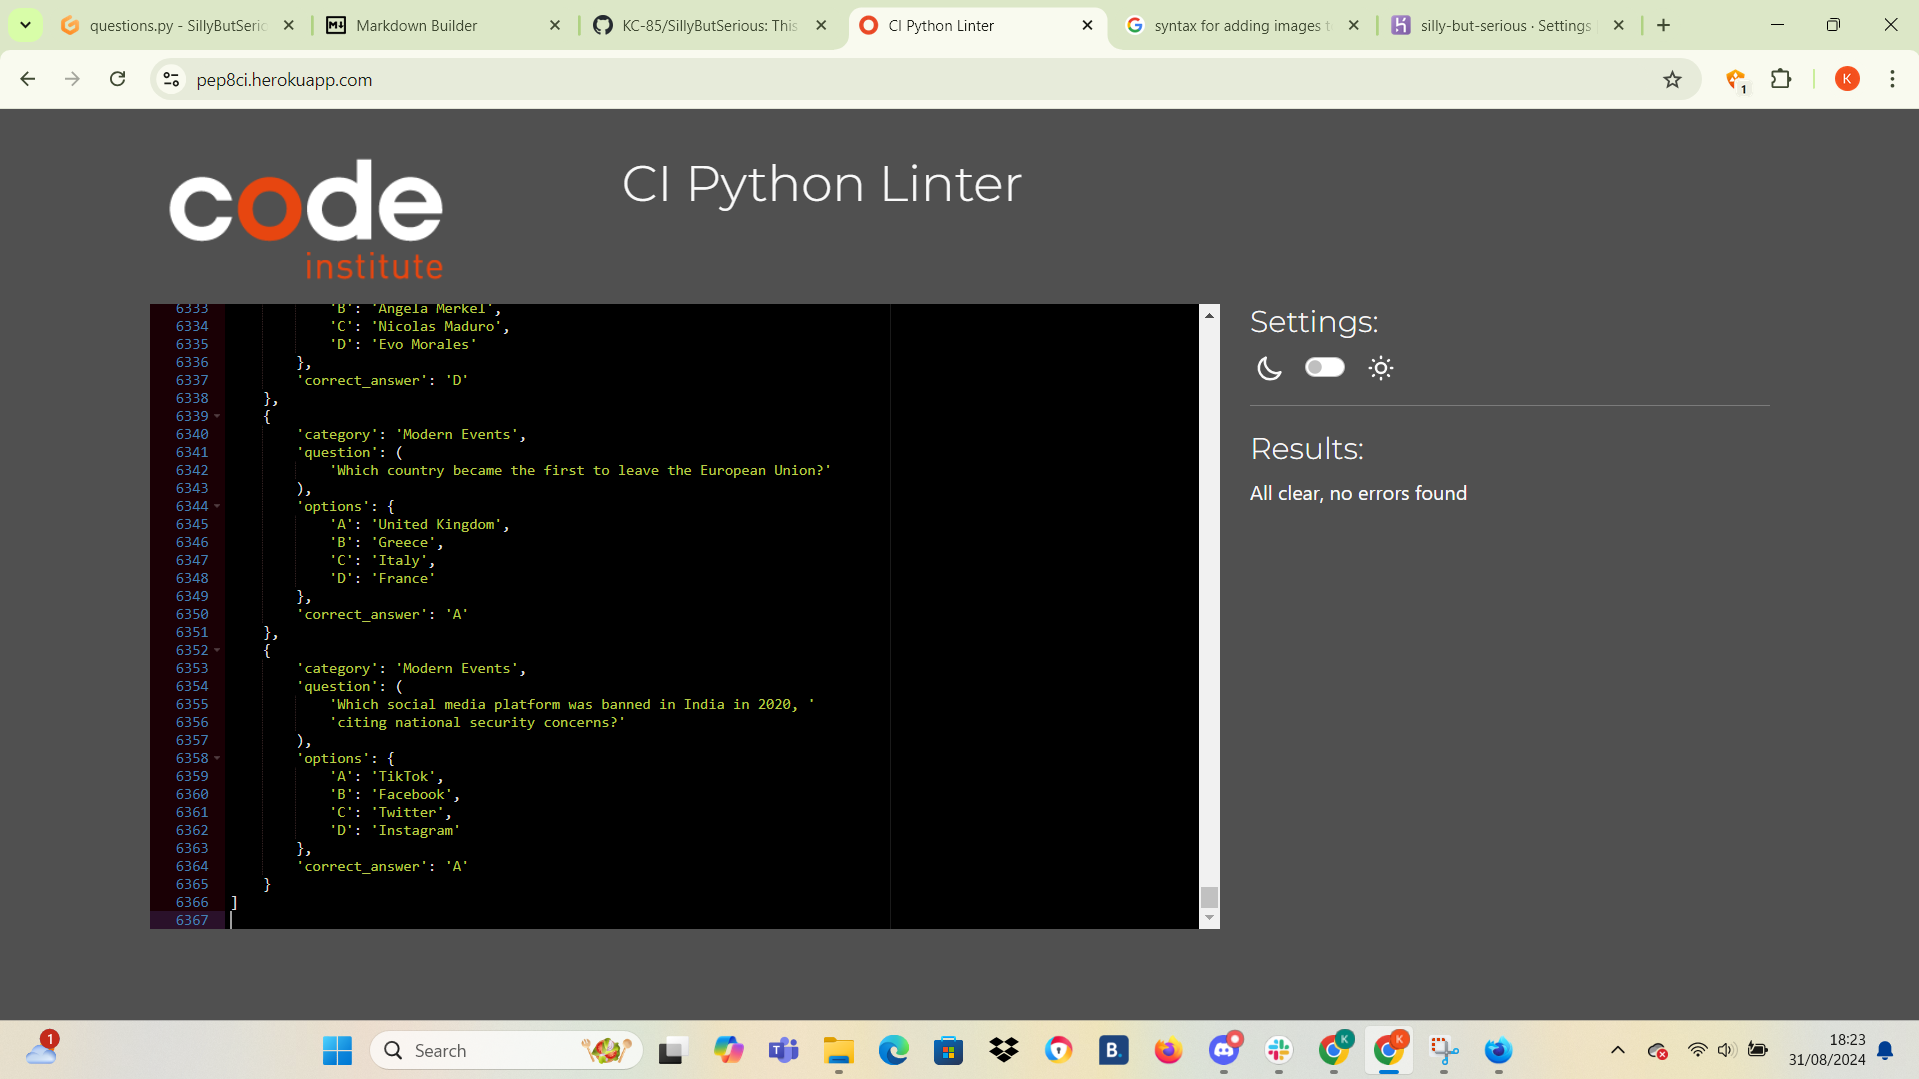 questions.py - SillyButSerio
Markdown Builder
KC-85/SillyButSerious: This
CI Python Linter
syntax for adding images t
silly-but-serious · Settings
pep8ci.herokuapp.com
1
K
code
institute
CI Python Linter
6333 'B': 'Angela Merkel',
6334 'C': 'Nicolas Maduro',
6335 'D': 'Evo Morales'
6336 },
6337 'correct_answer': 'D'
6338 },
6339 {
6340 'category': 'Modern Events',
6341 'question': (
6342 'Which country became the first to leave the European Union?'
6343 ),
6344 'options': {
6345 'A': 'United Kingdom',
6346 'B': 'Greece',
6347 'C': 'Italy',
6348 'D': 'France'
6349 },
6350 'correct_answer': 'A'
6351 },
6352 {
6353 'category': 'Modern Events',
6354 'question': (
6355 'Which social media platform was banned in India in 2020, '
6356 'citing national security concerns?'
6357 ),
6358 'options': {
6359 'A': 'TikTok',
6360 'B': 'Facebook',
6361 'C': 'Twitter',
6362 'D': 'Instagram'
6363 },
6364 'correct_answer': 'A'
6365 }
6366 ]
6367
Settings:
Results:
All clear, no errors found
1
Search
B.
K
K
18:23
31/08/2024